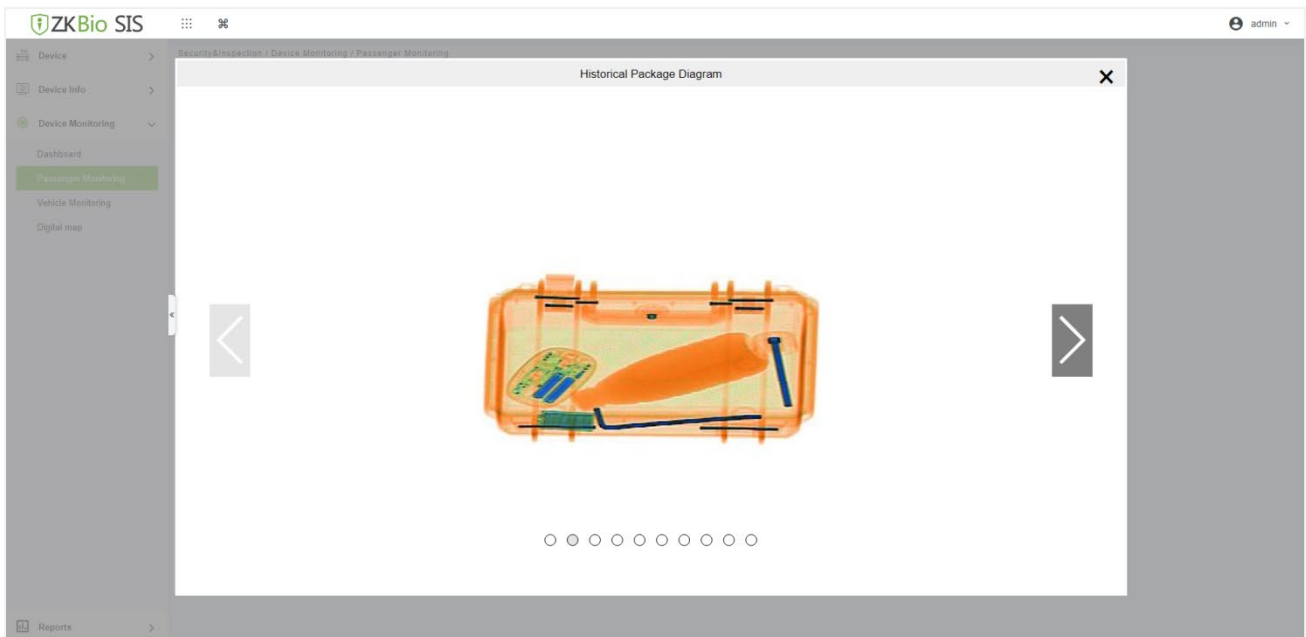 ZKBio SIS
admin
Device
Device Info
Device Monitoring
Dashboard
Passenger Monitoring
Vehicle Monitoring
Digital map
Reports
Security&Inspection / Device Monitoring / Passenger Monitoring
Historical Package Diagram